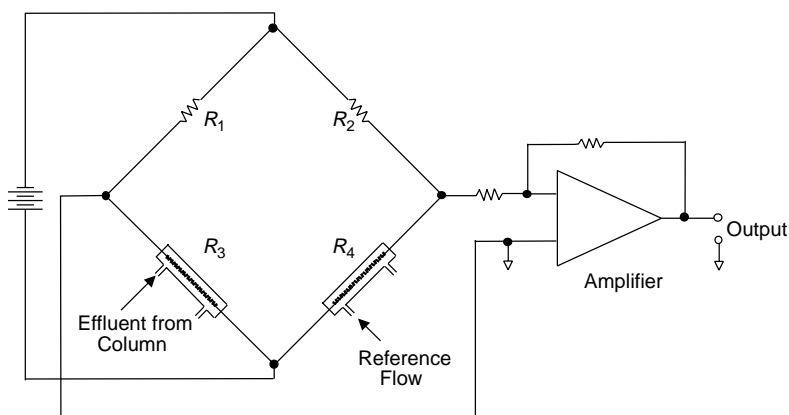 R1
R2
R3
R4
Effluent from
Column
Reference
Flow
Amplifier
Output